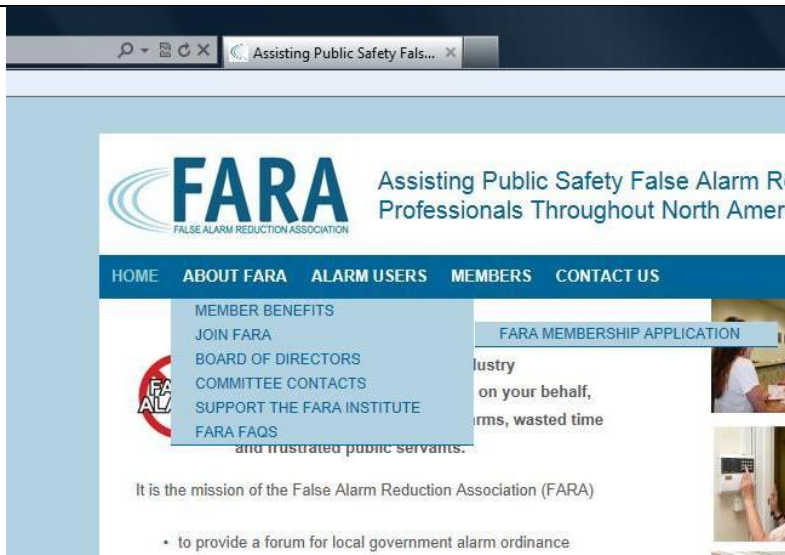 Assisting Public Safety Fals...
FARA
FALSE ALARM REDUCTION ASSOCIATION
Assisting Public Safety False Alarm
Professionals Throughout North
HOME ABOUT FARA ALARM USERS MEMBERS CONTACT US
MEMBER BENEFITS
JOIN FARA
FARA MEMBERSHIP APPLICATION
BOARD OF DIRECTORS
COMMITTEE CONTACTS
SUPPORT THE FARA INSTITUTE
FARA FAQS
on your behalf,
wasted time
and frustrated public servants.
It is the mission of the False Alarm Reduction Association (FARA)
• to provide a forum for local government alarm ordinance